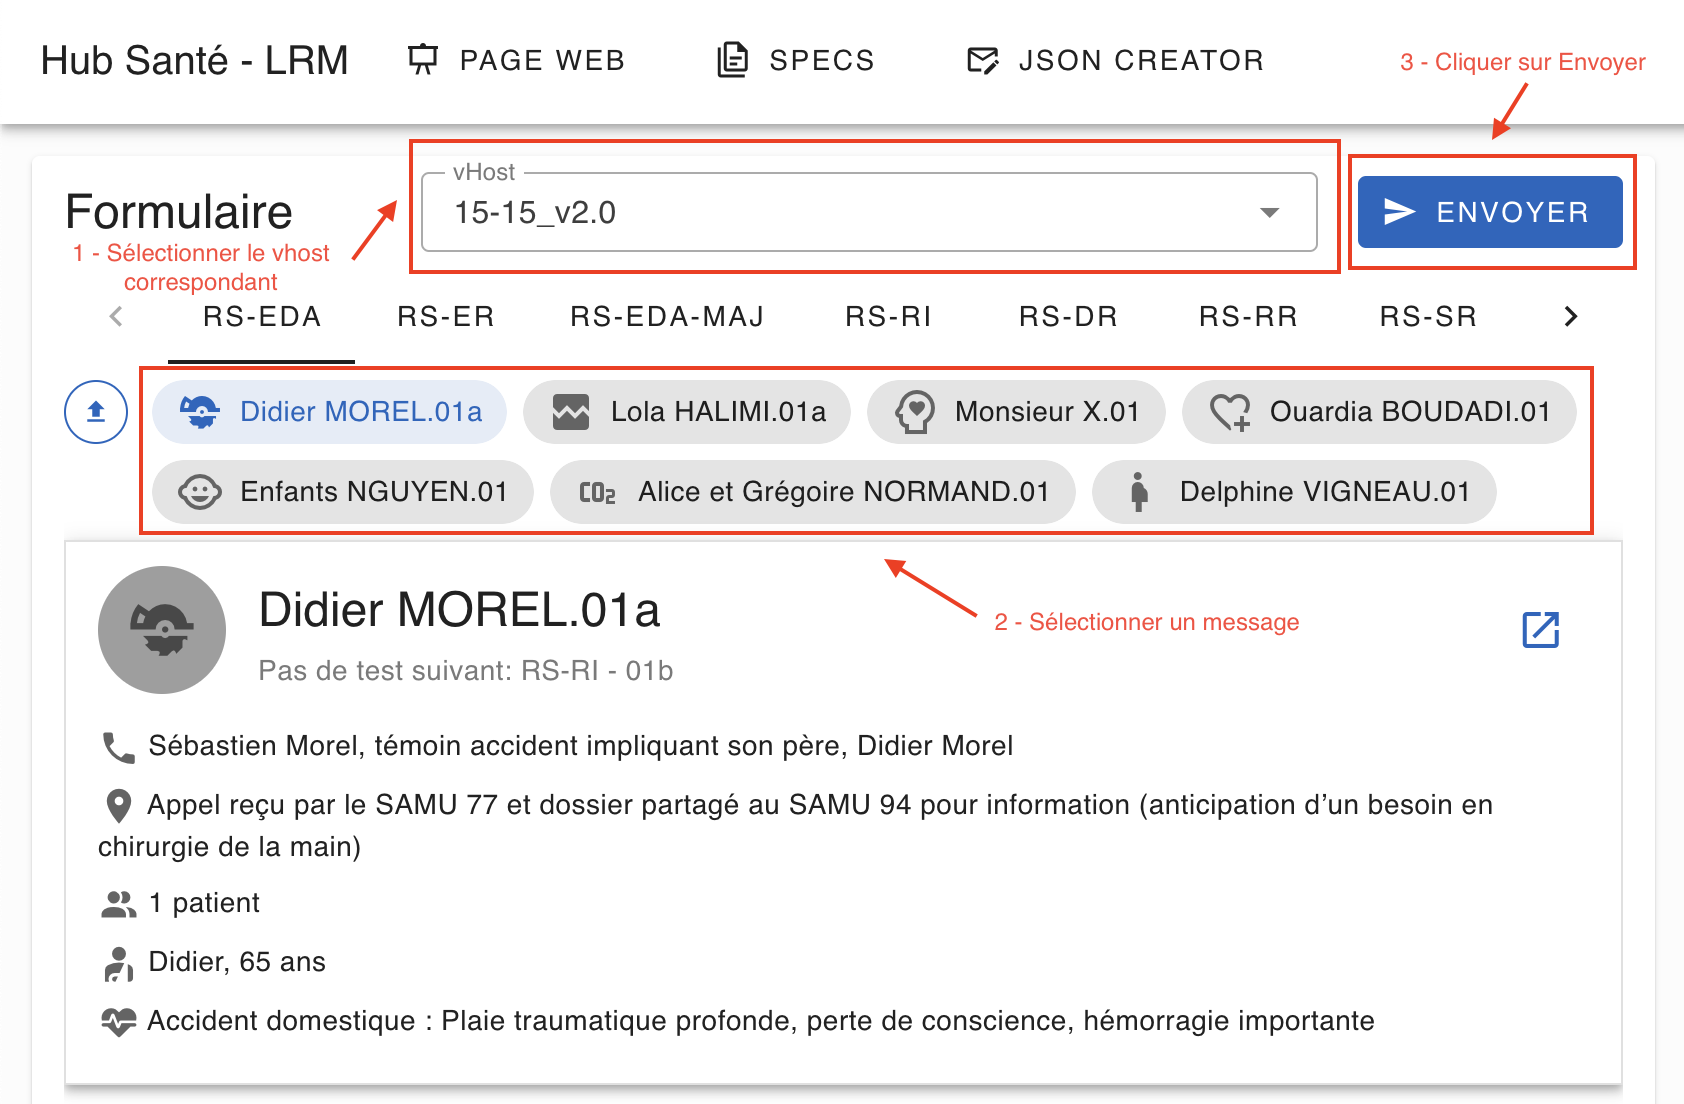 Hub Santé - LRM
PAGE WEB
SPECS
JSON CREATOR
3 - Cliquer sur Envoyer
Formulaire
vHost
15-15_v2.0
ENVOYER
1 - Sélectionner le vhost
correspondant
RS-EDA
RS-ER
RS-EDA-MAJ
RS-RI
RS-DR
RS-RR
RS-SR
Didier MOREL.01a
Lola HALIMI.01a
Monsieur X.01
Ouardia BOUDADI.01
Enfants NGUYEN.01
CO2
Alice et Grégoire NORMAND.01
Delphine VIGNEAU.01
Didier MOREL.01a
Pas de test suivant: RS-RI - 01b
2 - Sélectionner un message
Sébastien Morel, témoin accident impliquant son père, Didier Morel
Appel reçu par le SAMU 77 et dossier partagé au SAMU 94 pour information (anticipation d’un besoin en
chirurgie de la main)
1 patient
Didier, 65 ans
Accident domestique : Plaie traumatique profonde, perte de conscience, hémorragie importante